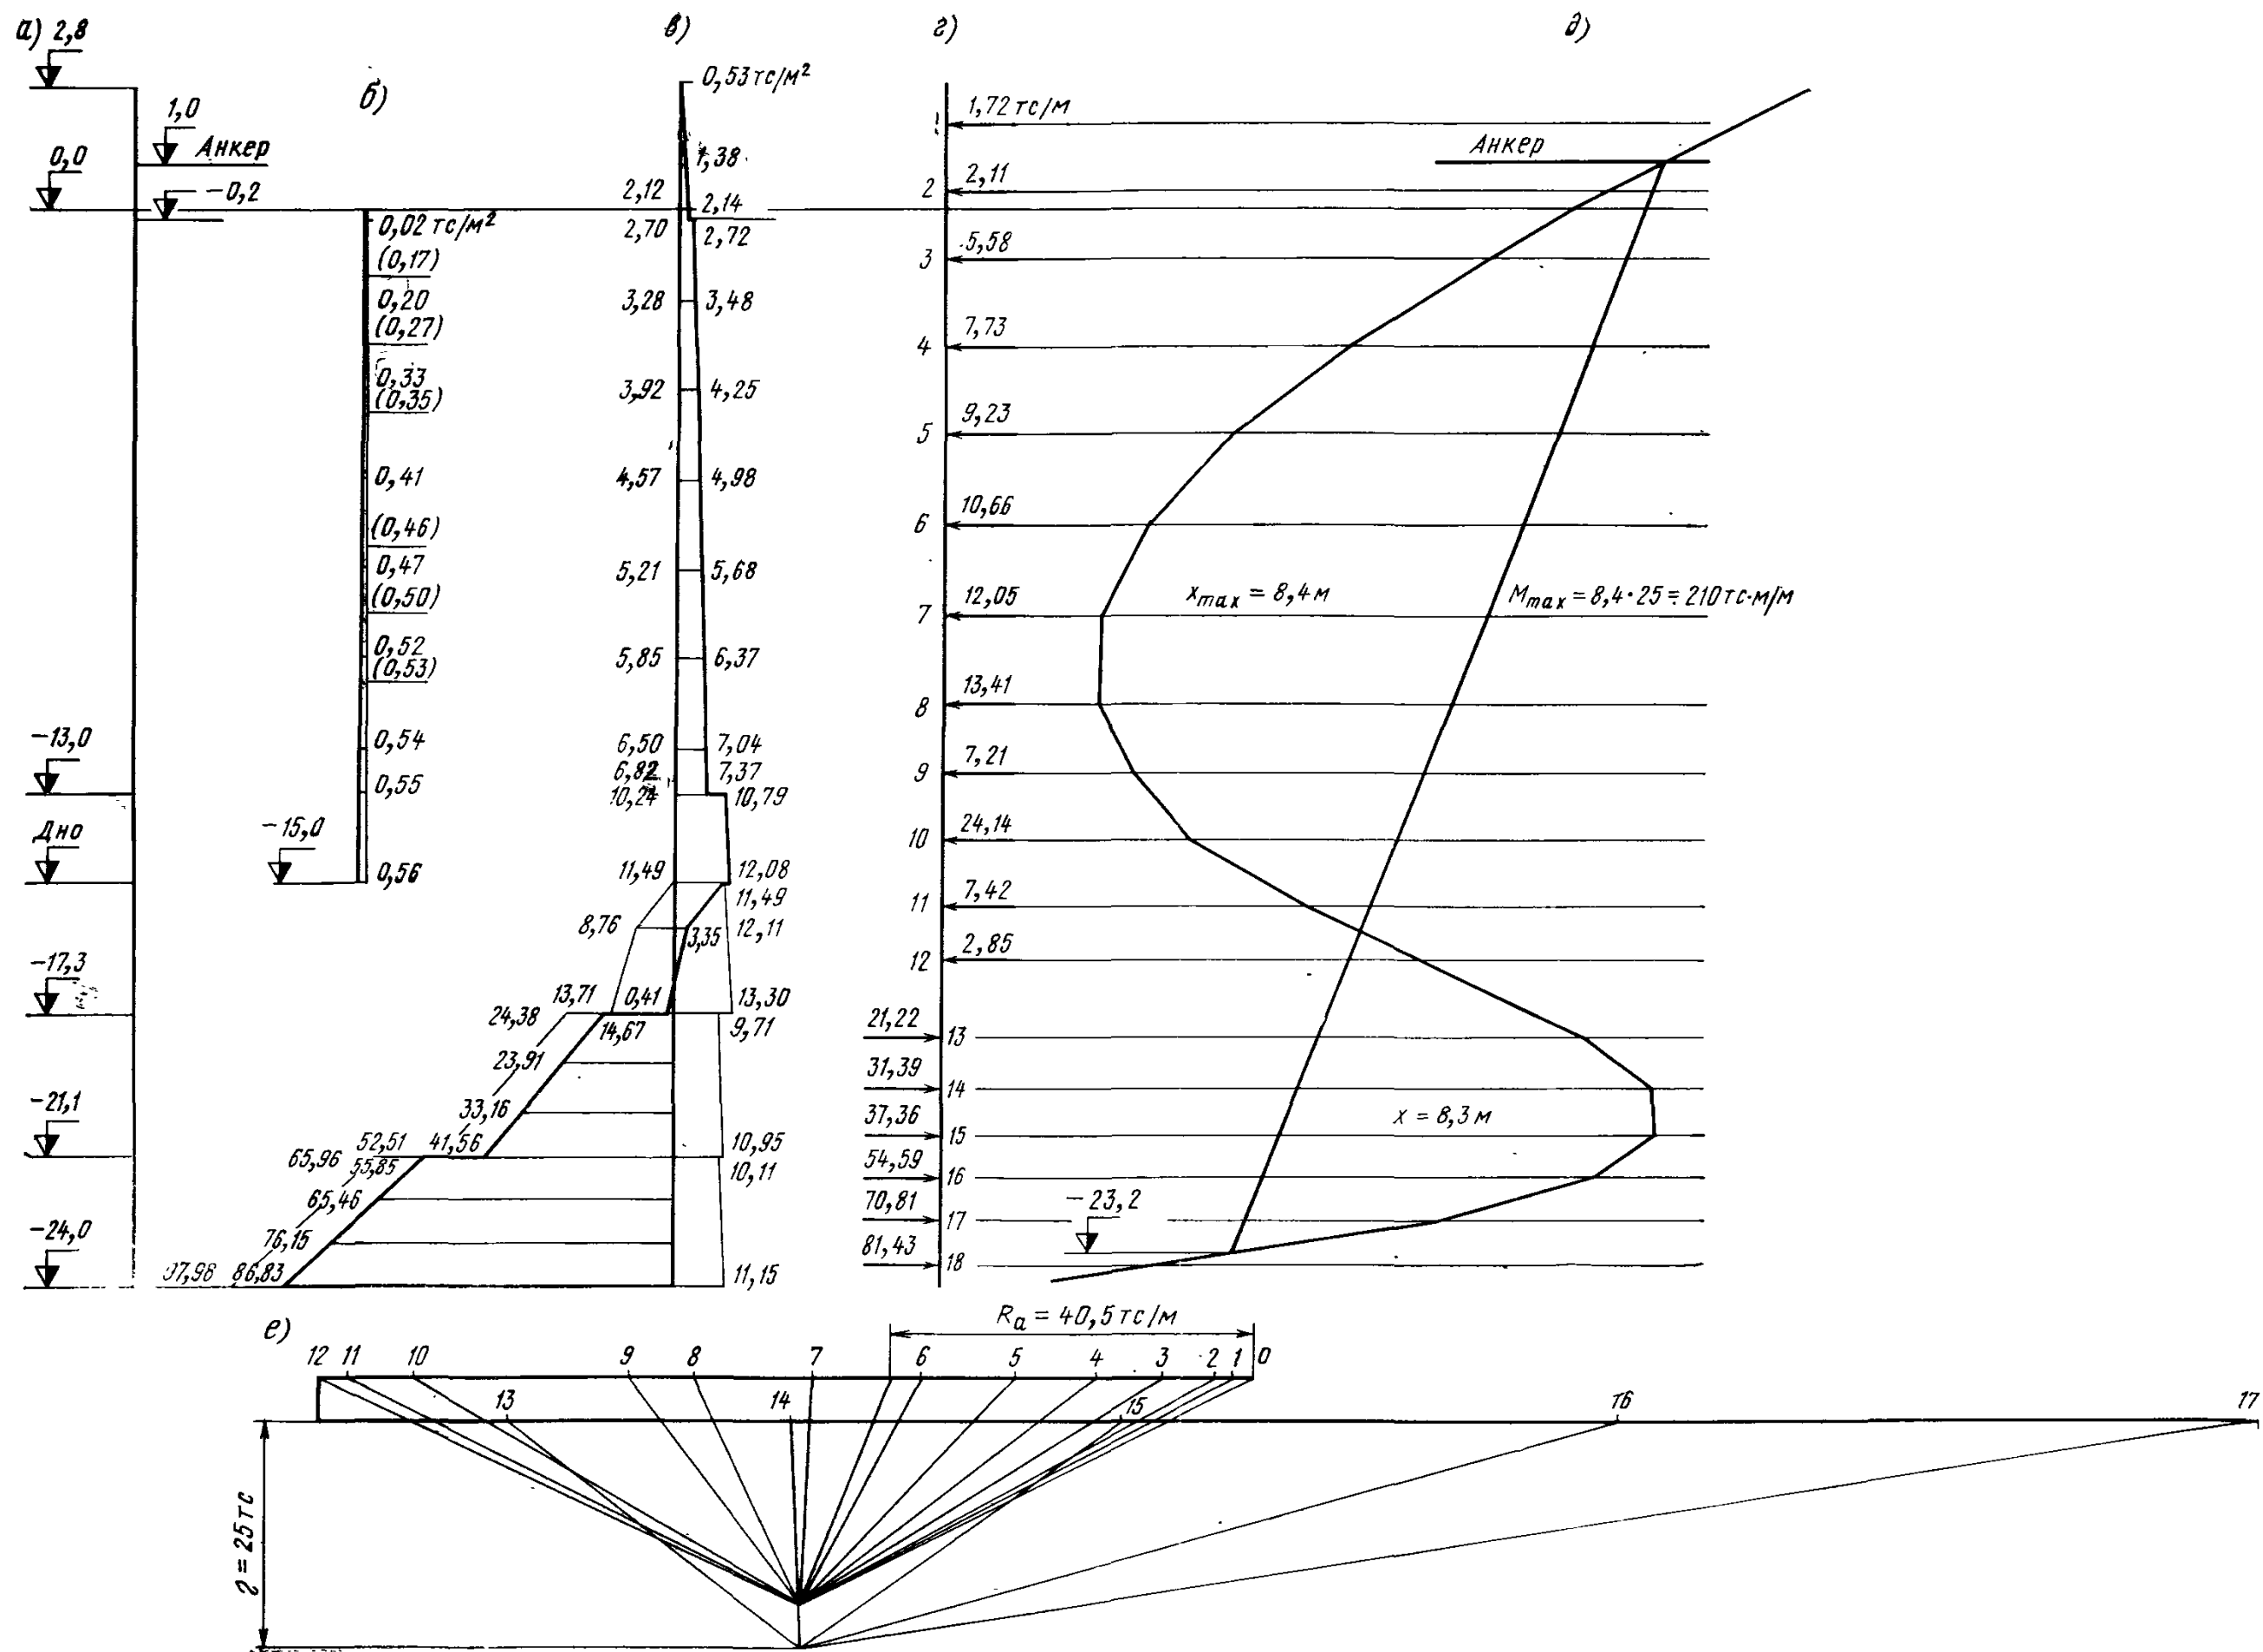 а) 2,8
1,0
Анкер
0,0
-0,2
-13,0
Дно
-15,0
-17,3
-21,1
-24,0
б)
0,02 тс/м²
(0,17)
0,20
(0,27)
0,33
(0,35)
0,41
(0,46)
0,47
(0,50)
0,52
(0,53)
0,54
0,55
0,56
в)
0,53 тс/м²
1,38
2,12 2,14
2,70 2,72
3,28 3,48
3,92 4,25
4,57 4,98
5,21 5,68
5,85 6,37
6,50 7,04
6,82 7,37
10,24 10,79
11,49 12,08
11,49
8,76 3,35 12,11
13,71 0,41 13,30
24,38 14,67 9,71
23,91
33,16
52,51 41,56 10,95
65,96 55,85 10,11
65,46
76,15
86,83 11,15
г)
1 1,72 тс/м
2 2,11
3 5,58
4 7,73
5 9,23
6 10,66
7 12,05
8 13,41
9 7,21
10 24,14
11 7,42
12 2,85
21,22 13
31,39 14
37,36 15
54,59 16
70,81 17
81,43 18
д)
Анкер
xmax = 8,4 м
Mmax = 8,4·25 = 210 тс·м/м
x = 8,3 м
-23,2
е)
Ra = 40,5 тс/м
12 11 10 9 8 7 6 5 4 3 2 1 0
13 14 15 16 17
2 = 25 тс